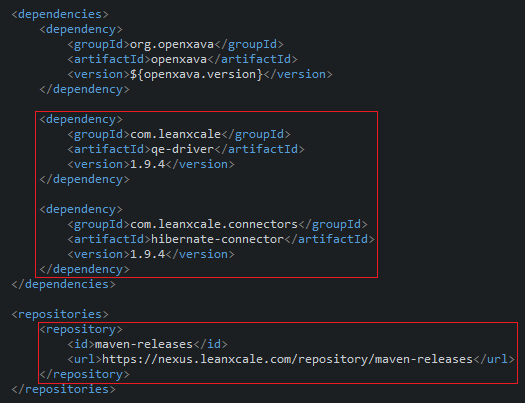 <dependencies>
    <dependency>
        <groupId>org.openxava</groupId>
        <artifactId>openxava</artifactId>
        <version>${openxava.version}</version>
    </dependency>

    <dependency>
        <groupId>com.leanxcale</groupId>
        <artifactId>qe-driver</artifactId>
        <version>1.9.4</version>
    </dependency>

    <dependency>
        <groupId>com.leanxcale.connectors</groupId>
        <artifactId>hibernate-connector</artifactId>
        <version>1.9.4</version>
    </dependency>
</dependencies>

<repositories>
    <repository>
        <id>maven-releases</id>
        <url>https://nexus.leanxcale.com/repository/maven-releases</url>
    </repository>
</repositories>